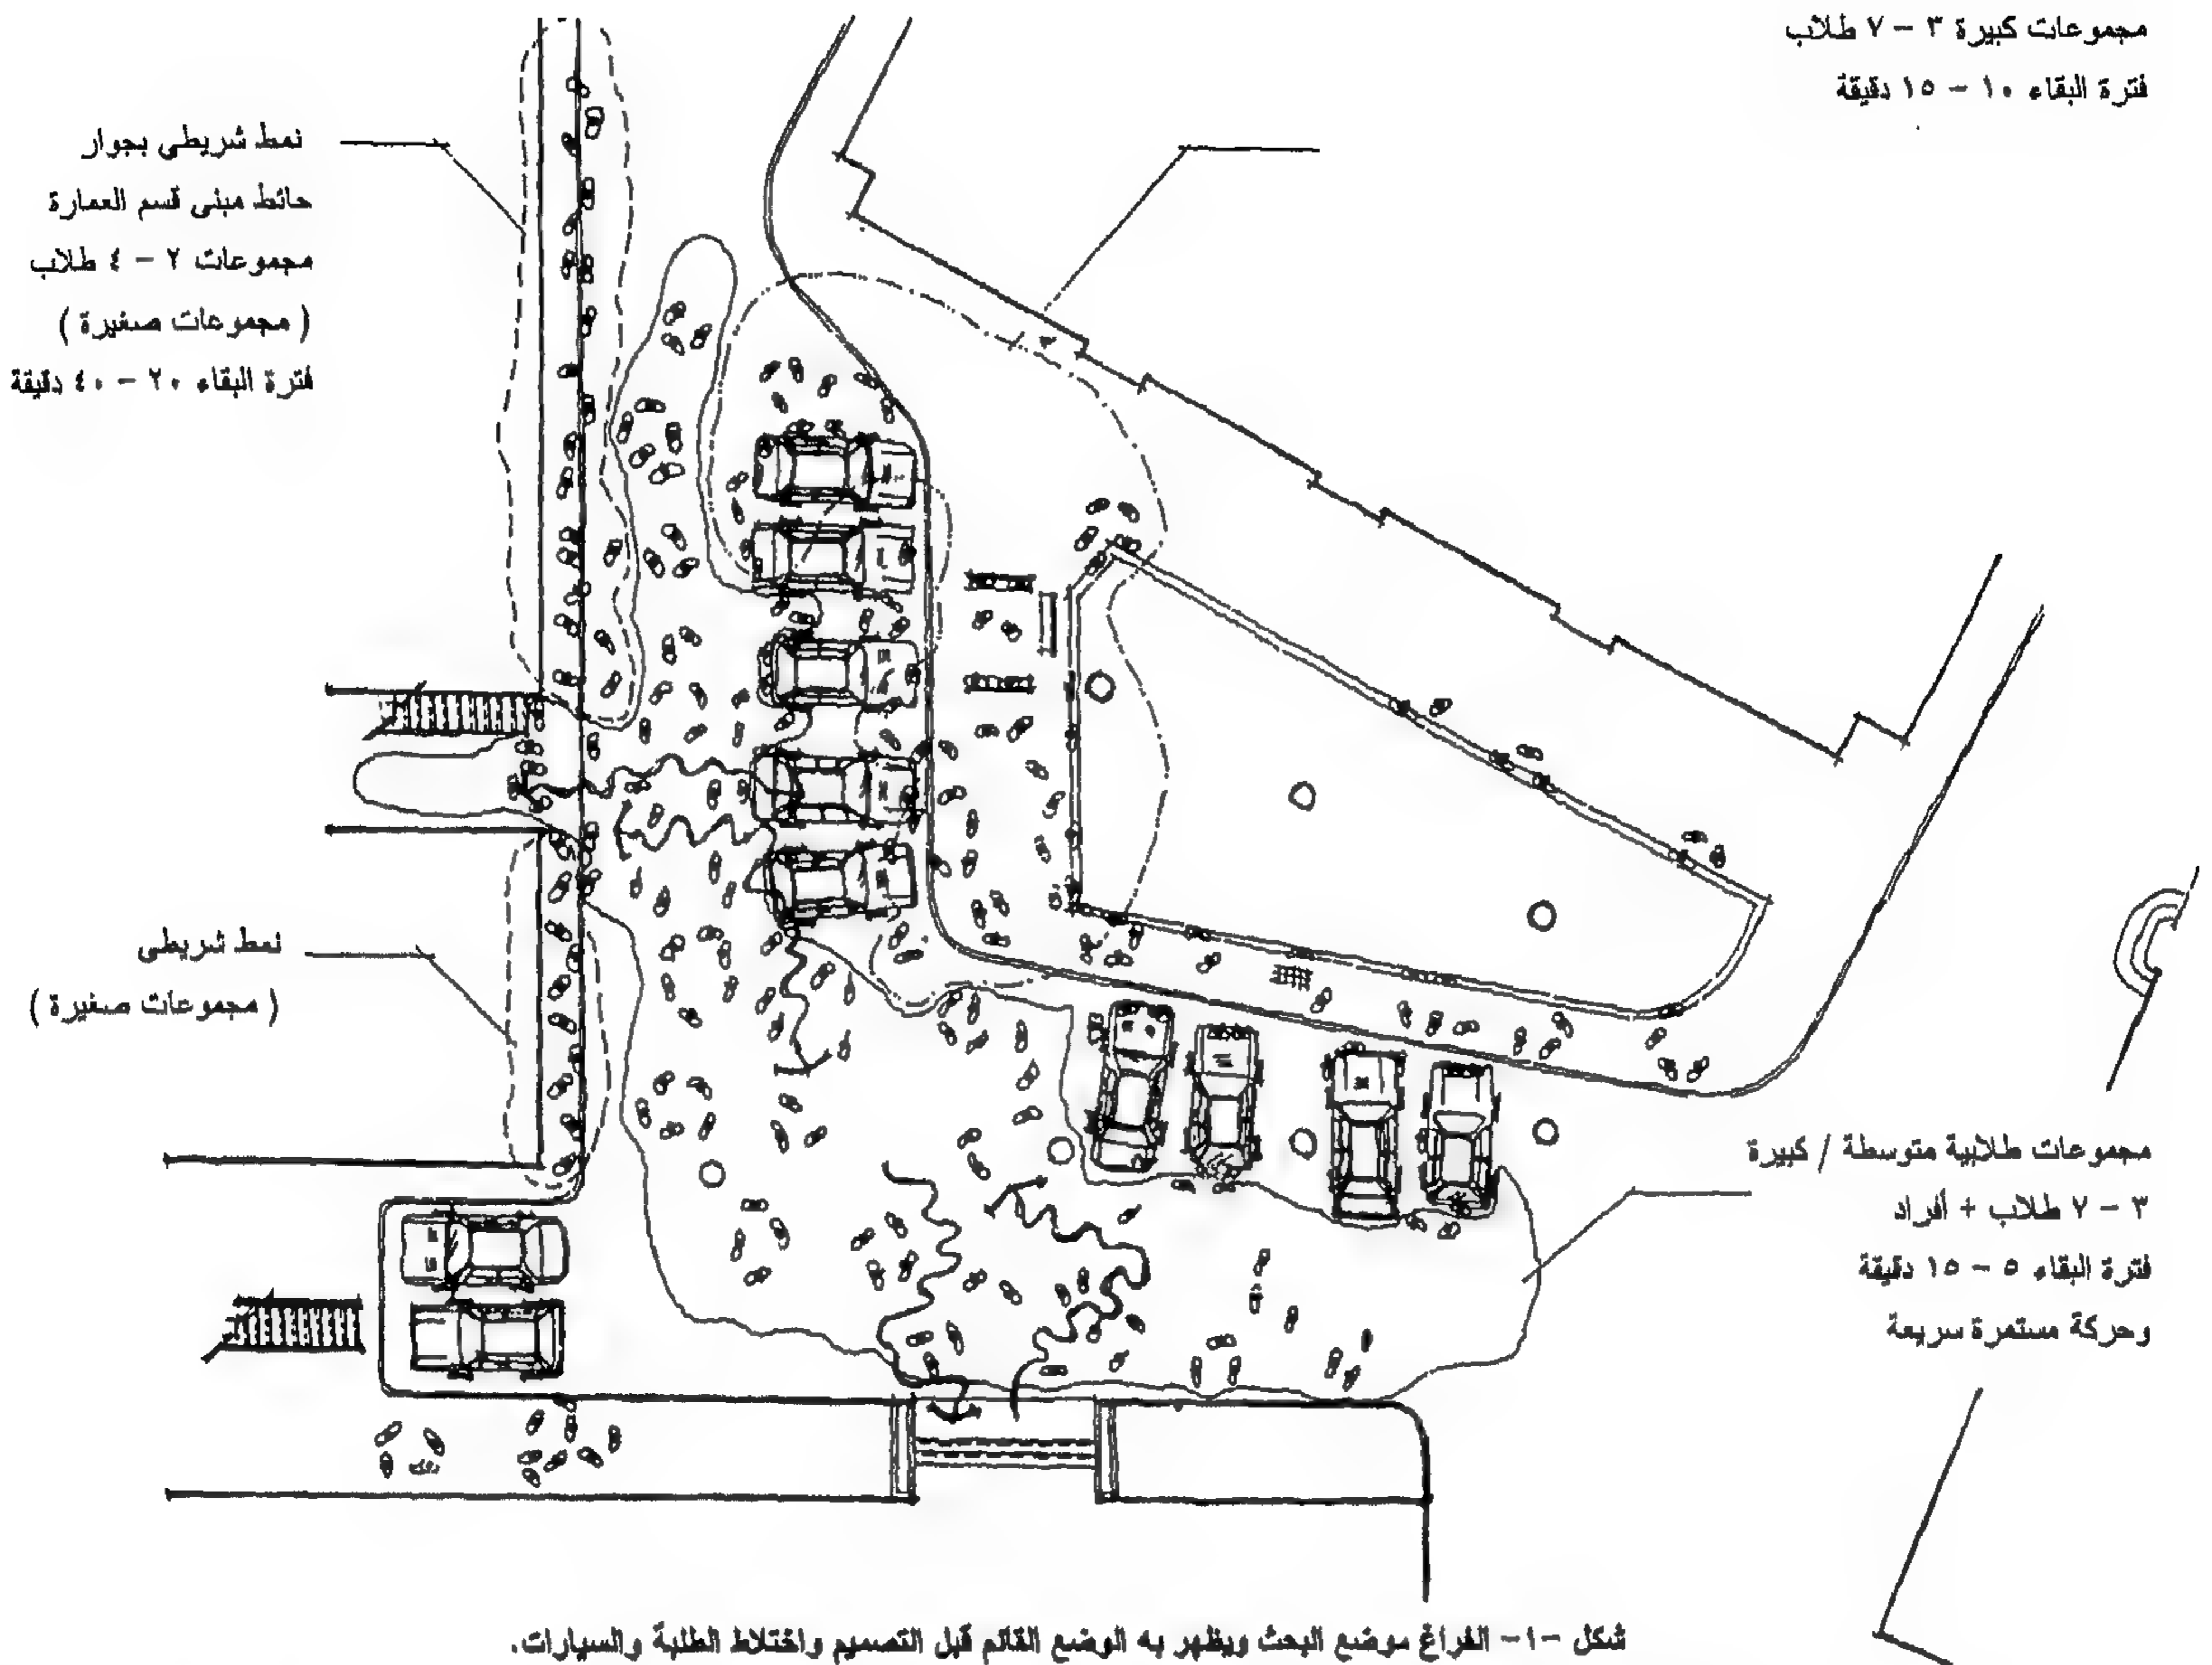 مجموعات كبيرة ٣ – ٧ طلاب
فترة البقاء ١٠ – ١٥ دقيقة
نمط شريطى بجوار
حائط مبنى قسم العمارة
مجموعات ٢ – ٤ طلاب
( مجموعات صغيرة )
فترة البقاء ٢٠ – ٤٠ دقيقة
نمط شريطى
( مجموعات صغيرة )
مجموعات طلابية متوسطة / كبيرة
٣ – ٧ طلاب + أفراد
فترة البقاء ٥ – ١٥ دقيقة
وحركة مستمرة سريعة
شكل -١- الفراغ موضع البحث ويظهر به الوضع القائم قبل التصميم واختلاط الطلبة والسيارات.